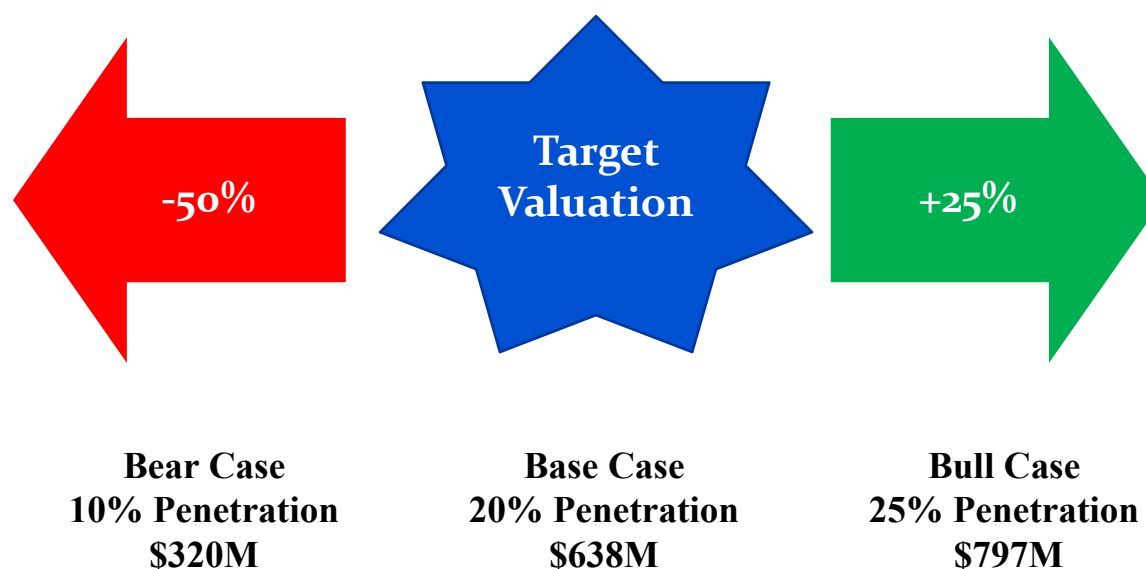 -50%
Target
Valuation
+25%
Bear Case
10% Penetration
$320M
Base Case
20% Penetration
$638M
Bull Case
25% Penetration
$797M